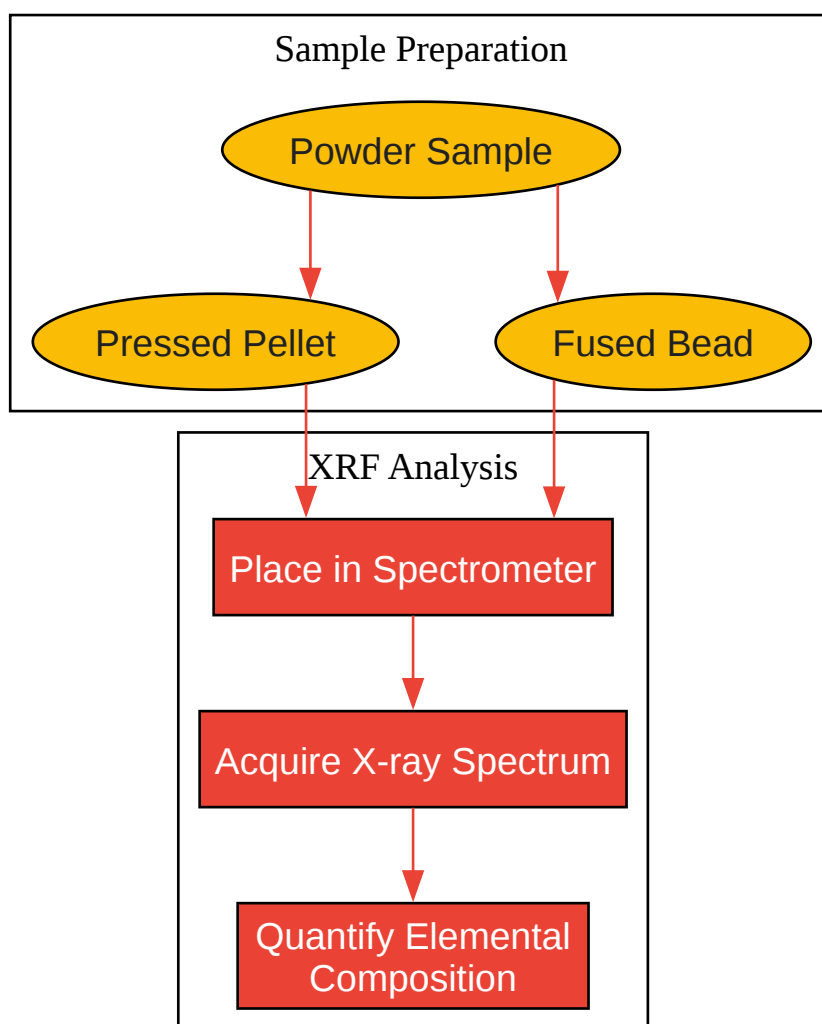 Sample Preparation
Powder Sample
Pressed Pellet
Fused Bead
XRF Analysis
Place in Spectrometer
Acquire X-ray Spectrum
Quantify Elemental
Composition